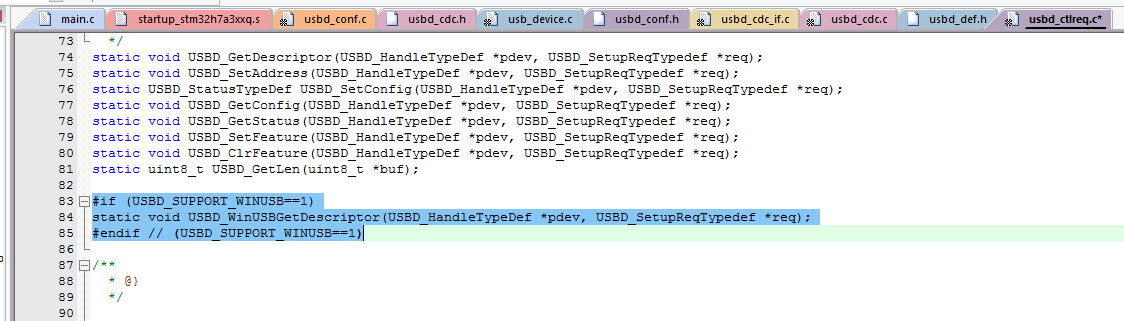 main.c startup_stm32h7a3xxq.s usbd_conf.c usbd_cdc.h usb_device.c usbd_conf.h usbd_cdc_if.c usbd_cdc.c usbd_def.h usbd_ctlreq.c*
73 */
74 static void USBD_GetDescriptor(USBD_HandleTypeDef *pdev, USBD_SetupReqTypedef *req);
75 static void USBD_SetAddress(USBD_HandleTypeDef *pdev, USBD_SetupReqTypedef *req);
76 static USBD_StatusTypeDef USBD_SetConfig(USBD_HandleTypeDef *pdev, USBD_SetupReqTypedef *req);
77 static void USBD_GetConfig(USBD_HandleTypeDef *pdev, USBD_SetupReqTypedef *req);
78 static void USBD_GetStatus(USBD_HandleTypeDef *pdev, USBD_SetupReqTypedef *req);
79 static void USBD_SetFeature(USBD_HandleTypeDef *pdev, USBD_SetupReqTypedef *req);
80 static void USBD_ClrFeature(USBD_HandleTypeDef *pdev, USBD_SetupReqTypedef *req);
81 static uint8_t USBD_GetLen(uint8_t *buf);
82
83 #if (USBD_SUPPORT_WINUSB==1)
84 static void USBD_WinUSBGetDescriptor(USBD_HandleTypeDef *pdev, USBD_SetupReqTypedef *req);
85 #endif // (USBD_SUPPORT_WINUSB==1)
86
87 /**
88 * @}
89 */
90